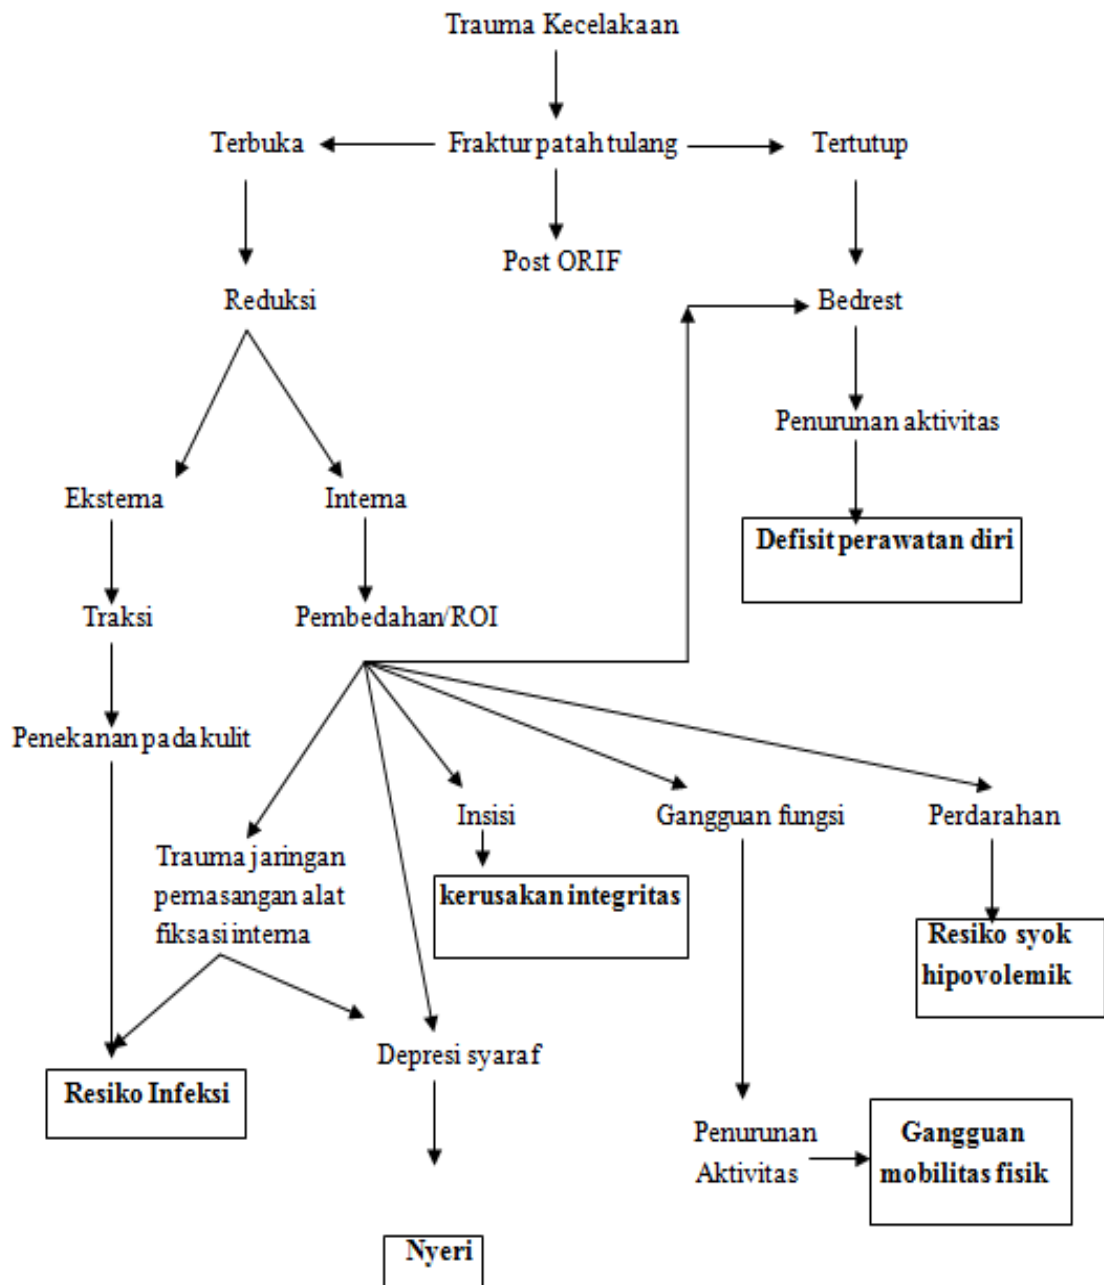 Trauma Kecelakaan
Terbuka
Fraktur patah tulang
Tertutup
Post ORIF
Reduksi
Bedrest
Penurunan aktivitas
Eksterna
Interna
Defisit perawatan diri
Traksi
Pembedahan/ROI
Penekanan pada kulit
Insisi
Gangguan fungsi
Perdarahan
Trauma jaringan
pemasangan alat
fiksasi interna
kerusakan integritas
Resiko syok
hipovolemik
Depresi syaraf
Resiko Infeksi
Penurunan
Aktivitas
Gangguan
mobilitas fisik
Nyeri